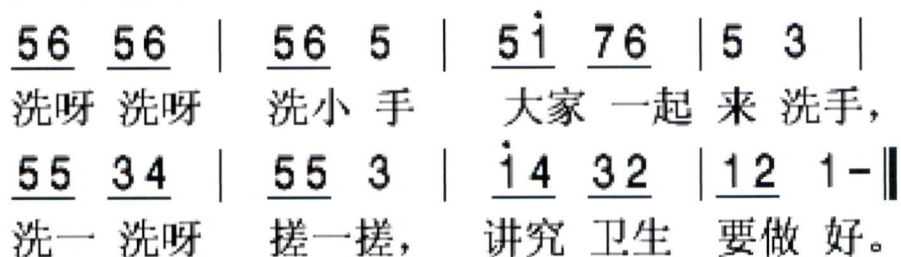 56 56 | 56 5 | 5i̇ 76 | 5 3 |
洗呀 洗呀 洗小 手 大家 一起 来 洗手，
55 34 | 55 3 | i̇4 32 | 12 1-‖
洗一 洗呀 搓一搓， 讲究 卫生 要做 好。